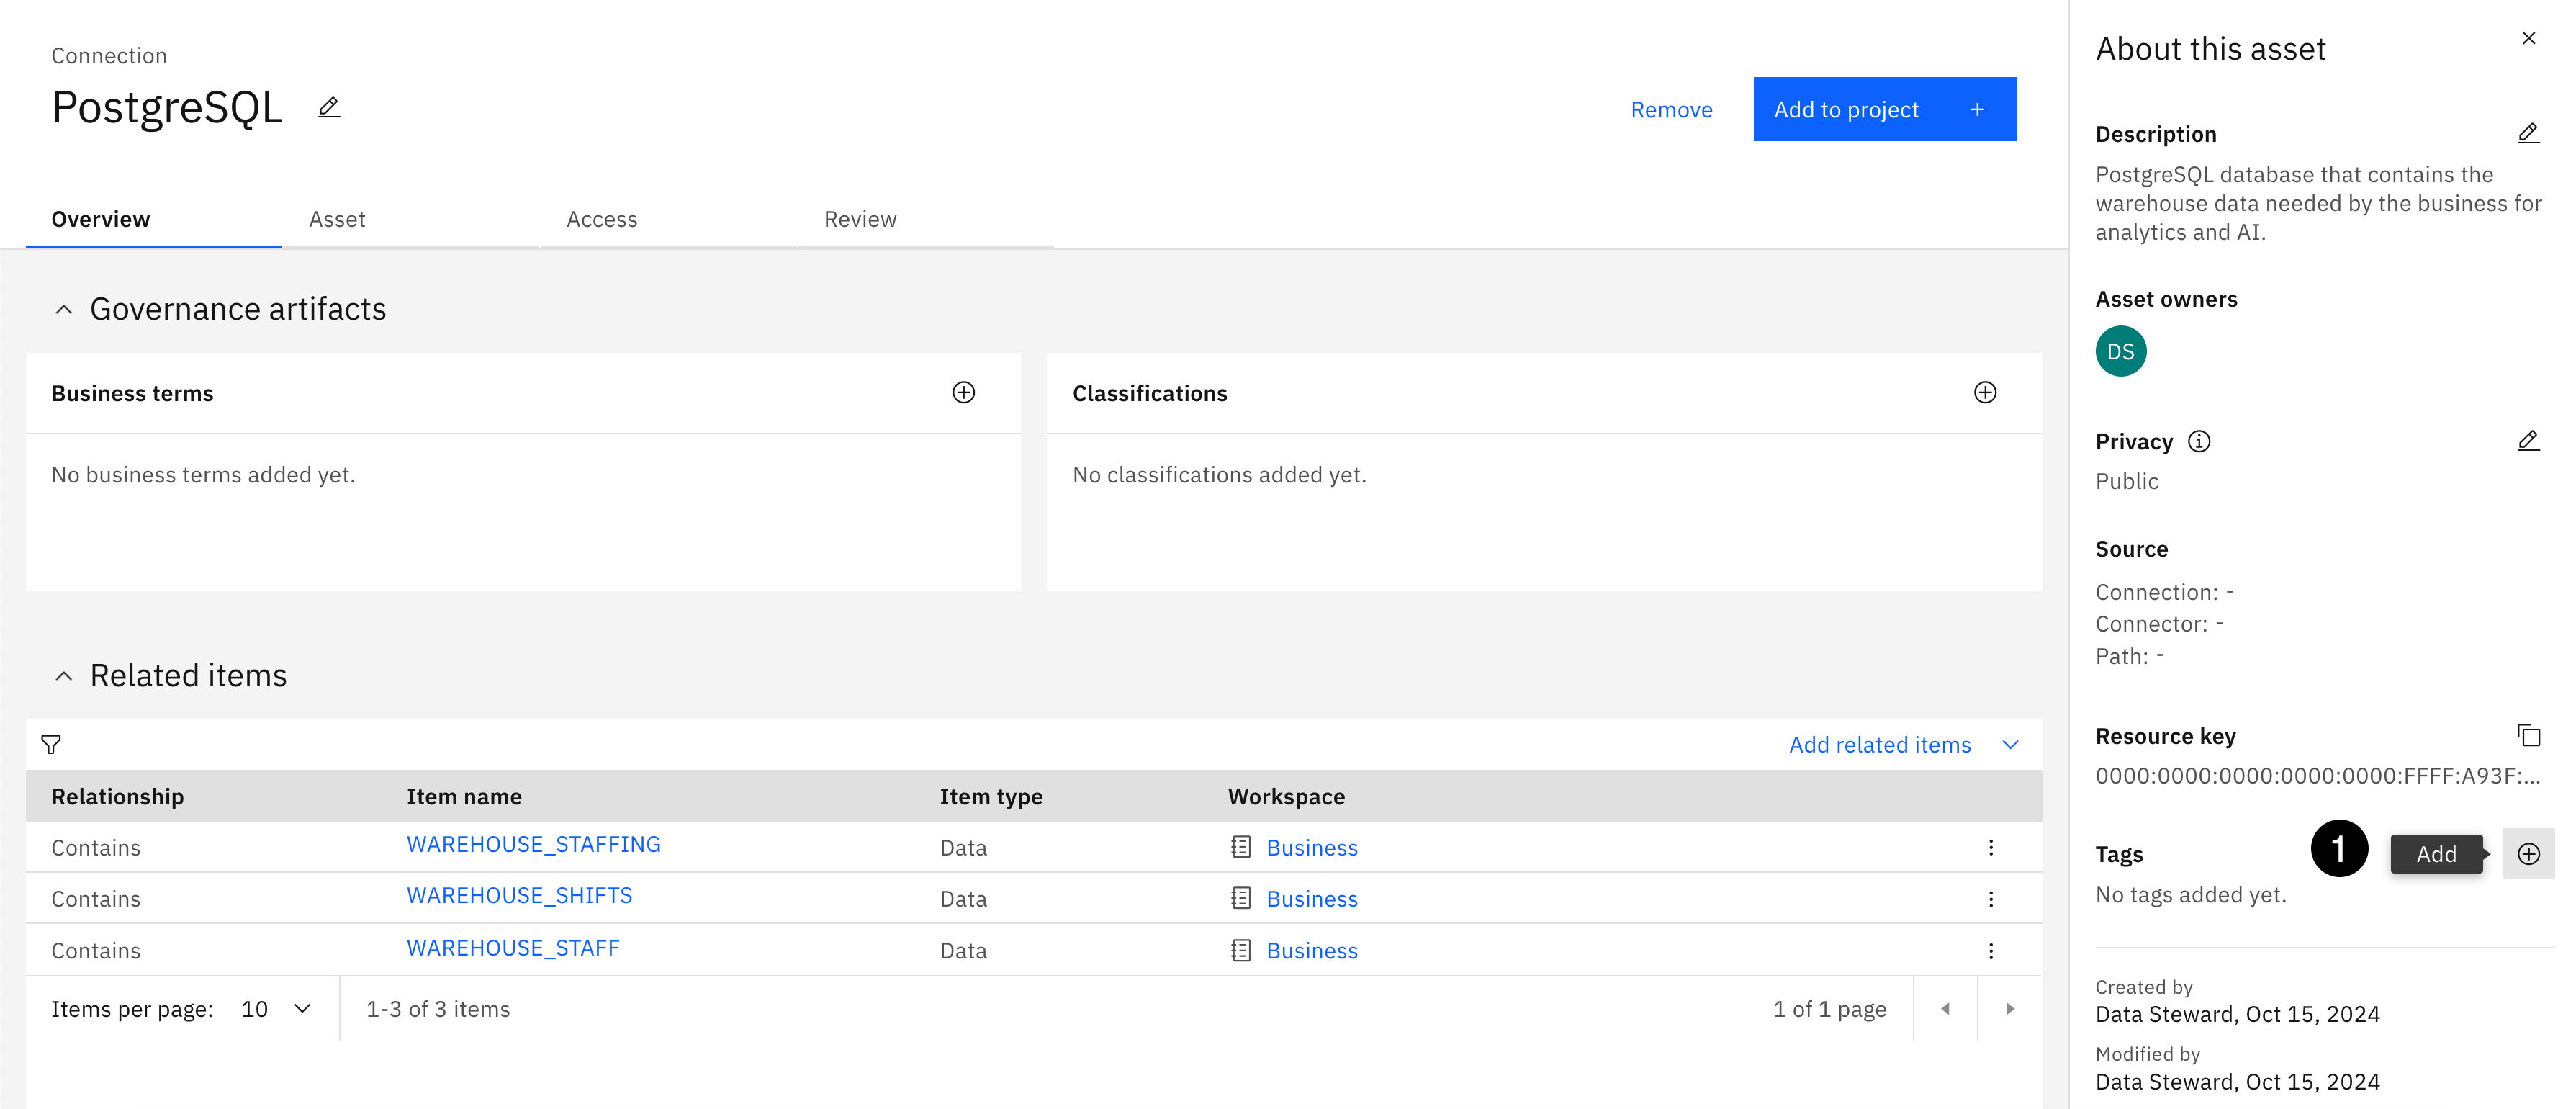 Connection
PostgreSQL
Remove
Add to project
Overview Asset Access Review
Governance artifacts
Business terms
No business terms added yet.
Classifications
No classifications added yet.
Related items
Add related items
Relationship Item name Item type Workspace
Contains WAREHOUSE_STAFFING Data Business
Contains WAREHOUSE_SHIFTS Data Business
Contains WAREHOUSE_STAFF Data Business
Items per page: 10 1-3 of 3 items 1 of 1 page
About this asset
Description
PostgreSQL database that contains the
warehouse data needed by the business for
analytics and AI.
Asset owners
DS
Privacy
Public
Source
Connection: -
Connector: -
Path: -
Resource key
0000:0000:0000:0000:0000:FFFF:A93F:...
Tags 1 Add
No tags added yet.
Created by
Data Steward, Oct 15, 2024
Modified by
Data Steward, Oct 15, 2024